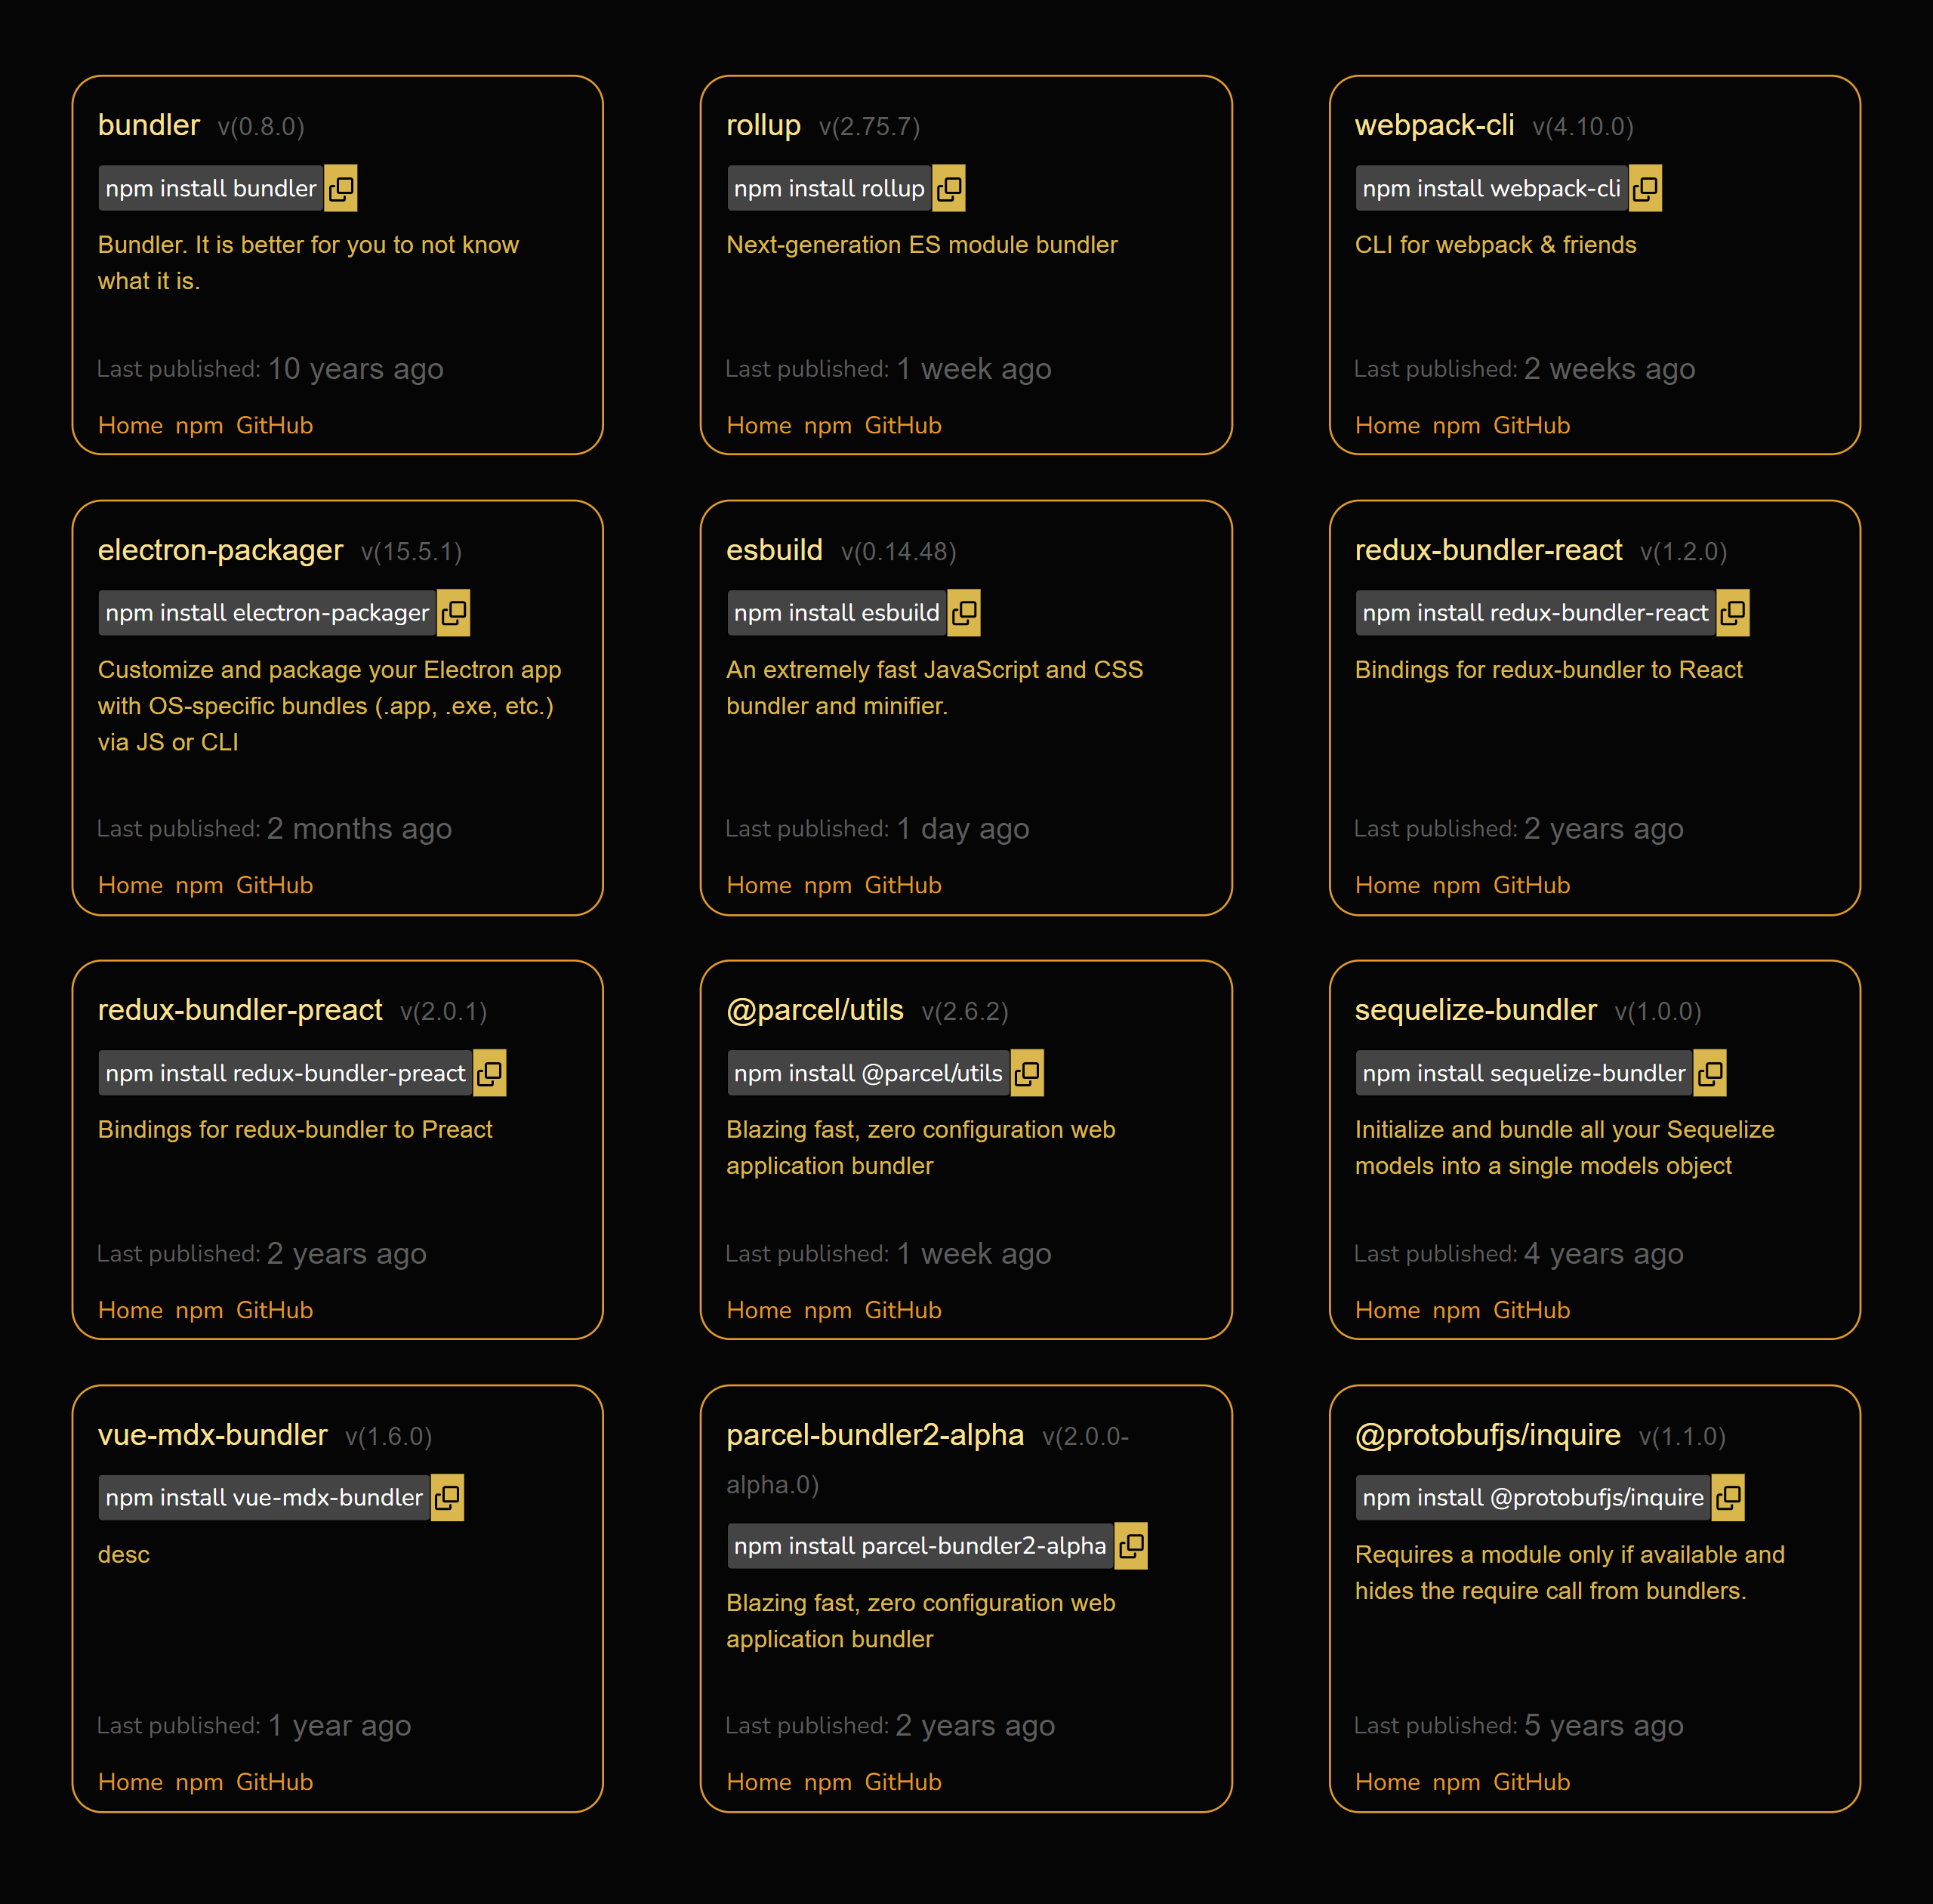 bundler v(0.8.0)
npm install bundler
Bundler. It is better for you to not know
what it is.
Last published: 10 years ago
Home npm GitHub
rollup v(2.75.7)
npm install rollup
Next-generation ES module bundler
Last published: 1 week ago
Home npm GitHub
webpack-cli v(4.10.0)
npm install webpack-cli
CLI for webpack & friends
Last published: 2 weeks ago
Home npm GitHub
electron-packager v(15.5.1)
npm install electron-packager
Customize and package your Electron app
with OS-specific bundles (.app, .exe, etc.)
via JS or CLI
Last published: 2 months ago
Home npm GitHub
esbuild v(0.14.48)
npm install esbuild
An extremely fast JavaScript and CSS
bundler and minifier.
Last published: 1 day ago
Home npm GitHub
redux-bundler-react v(1.2.0)
npm install redux-bundler-react
Bindings for redux-bundler to React
Last published: 2 years ago
Home npm GitHub
redux-bundler-preact v(2.0.1)
npm install redux-bundler-preact
Bindings for redux-bundler to Preact
Last published: 2 years ago
Home npm GitHub
@parcel/utils v(2.6.2)
npm install @parcel/utils
Blazing fast, zero configuration web
application bundler
Last published: 1 week ago
Home npm GitHub
sequelize-bundler v(1.0.0)
npm install sequelize-bundler
Initialize and bundle all your Sequelize
models into a single models object
Last published: 4 years ago
Home npm GitHub
vue-mdx-bundler v(1.6.0)
npm install vue-mdx-bundler
desc
Last published: 1 year ago
Home npm GitHub
parcel-bundler2-alpha v(2.0.0-
alpha.0)
npm install parcel-bundler2-alpha
Blazing fast, zero configuration web
application bundler
Last published: 2 years ago
Home npm GitHub
@protobufjs/inquire v(1.1.0)
npm install @protobufjs/inquire
Requires a module only if available and
hides the require call from bundlers.
Last published: 5 years ago
Home npm GitHub